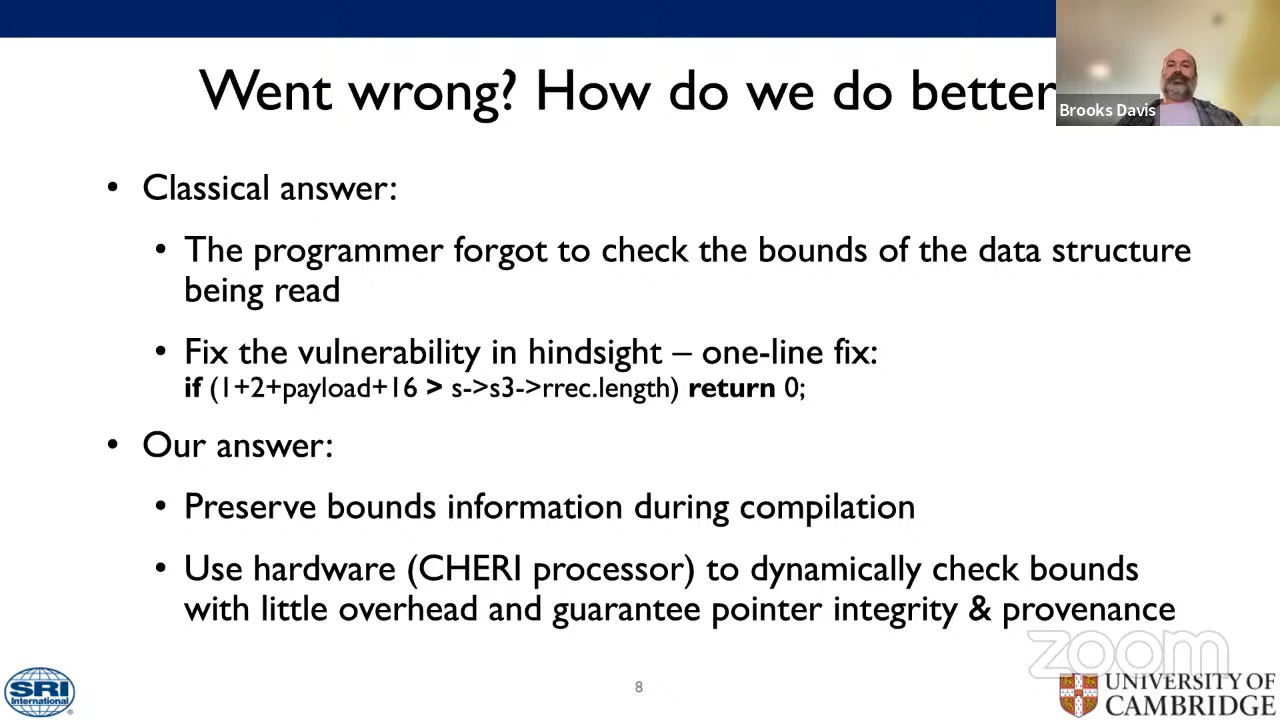 Went wrong? How do we do better
Brooks Davis
• Classical answer:
• The programmer forgot to check the bounds of the data structure
being read
• Fix the vulnerability in hindsight – one-line fix:
if (1+2+payload+16 > s->s3->rrec.length) return 0;
• Our answer:
• Preserve bounds information during compilation
• Use hardware (CHERI processor) to dynamically check bounds
with little overhead and guarantee pointer integrity & provenance
zoom
SRI
International
8
UNIVERSITY OF
CAMBRIDGE